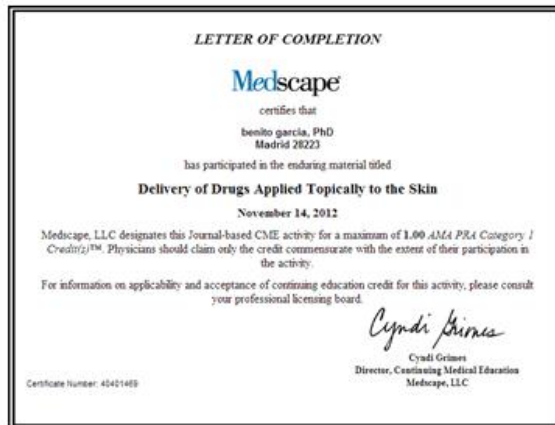 LETTER OF COMPLETION
Medscape
certifies that
benito garcia, PhD
Madrid 28223
has participated in the enduring material titled
Delivery of Drugs Applied Topically to the Skin
November 14, 2012
Medscape, LLC designates this Journal-based CME activity for a maximum of 1.00 AMA PRA Category 1
Credit(s)™. Physicians should claim only the credit commensurate with the extent of their participation in
the activity.
For information on applicability and acceptance of continuing education credit for this activity, please consult
your professional licensing board.
Cyndi Grimes
Cyndi Grimes
Director, Continuing Medical Education
Medscape, LLC
Certificate Number: 40401469